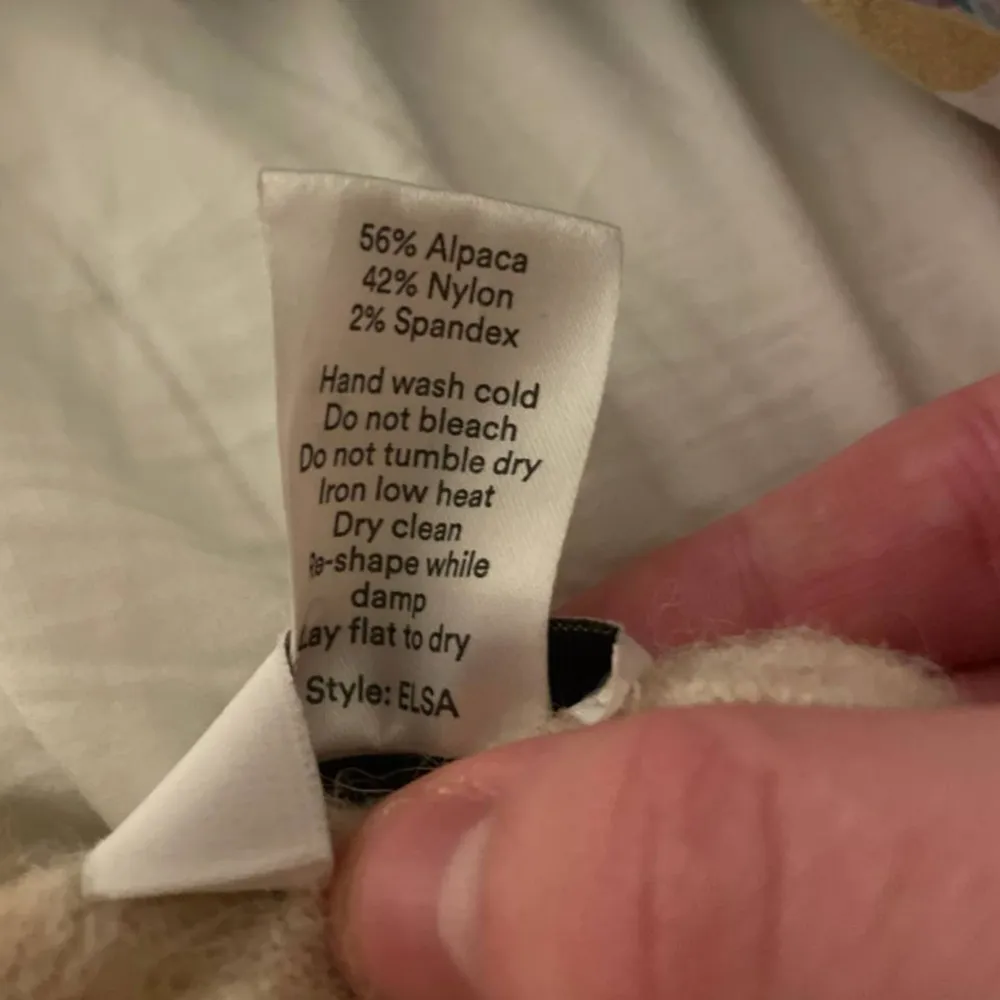 56% Alpaca
42% Nylon
2% Spandex
Hand wash cold
Do not bleach
Do not tumble dry
Iron low heat
Dry clean
Re-shape while
damp
Lay flat to dry
Style: ELSA